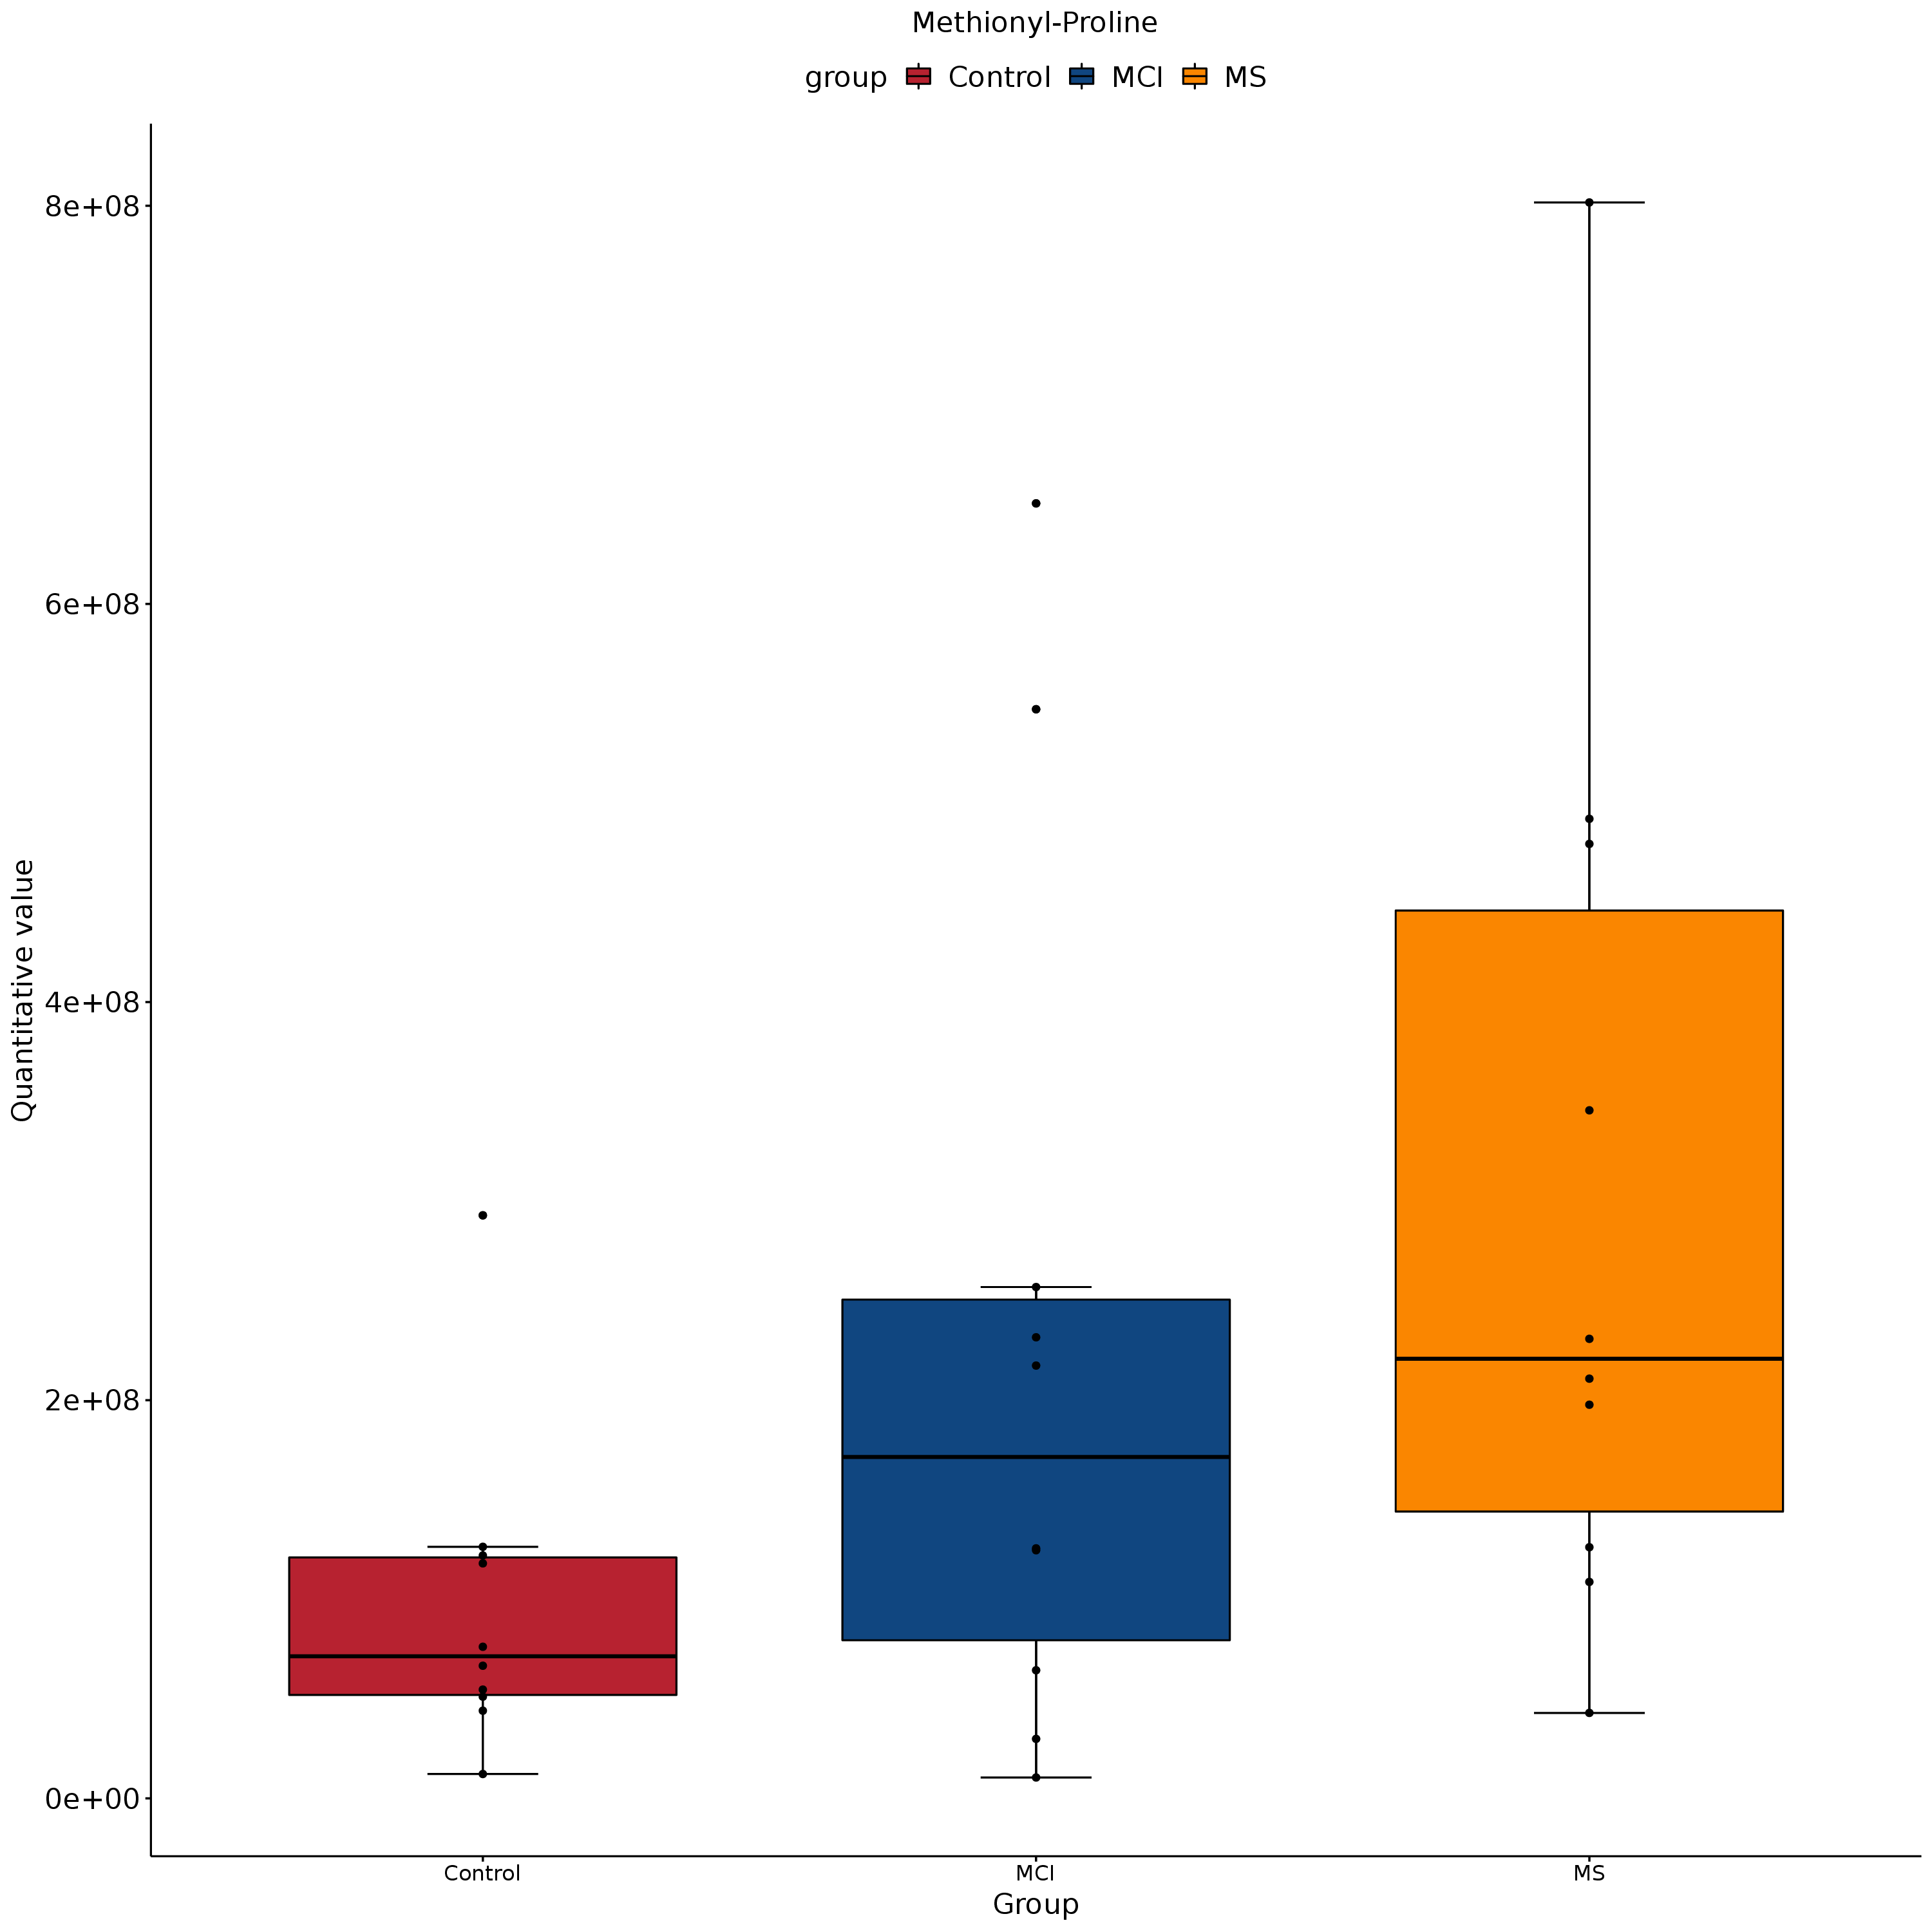 Methionyl-Proline
group Control MCI MS
8e+08
6e+08
4e+08
2e+08
0e+00
Quantitative value
Control MCI MS
Group